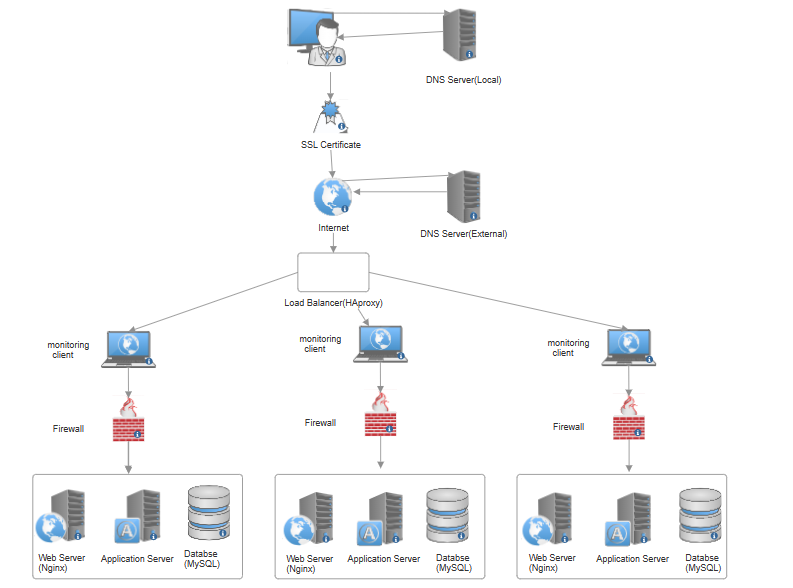 DNS Server(Local)
SSL Certificate
Internet
DNS Server(External)
Load Balancer(HAproxy)
monitoring
client
monitoring
client
monitoring
client
Firewall
Firewall
Firewall
Web Server
(Nginx)
Application Server
Databse
(MySQL)
Web Server
(Nginx)
Application Server
Databse
(MySQL)
Web Server
(Nginx)
Application Server
Databse
(MySQL)